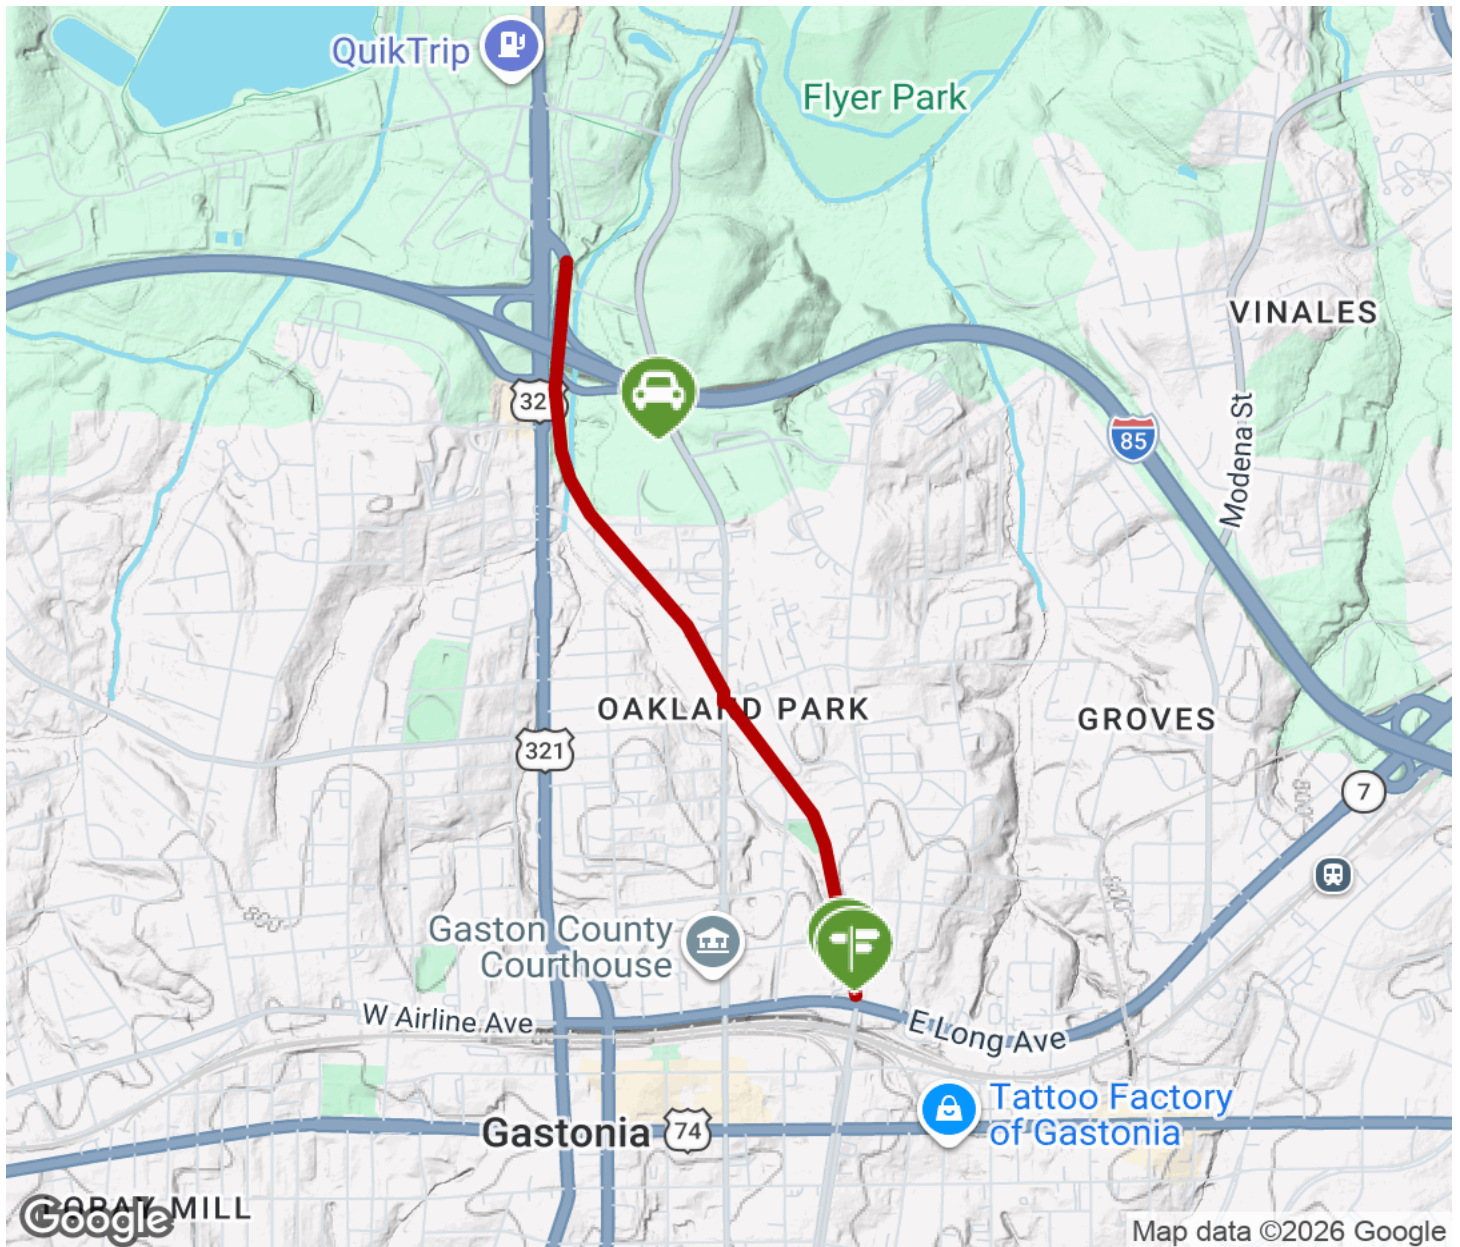 QuikTrip
Flyer Park
VINALES
32
85
Modena St
OAKLAND PARK
GROVES
321
7
Gaston County
Courthouse
W Airline Ave
E Long Ave
Tattoo Factory
of Gastonia
Gastonia
74
MILL
Google
Map data ©2026 Google